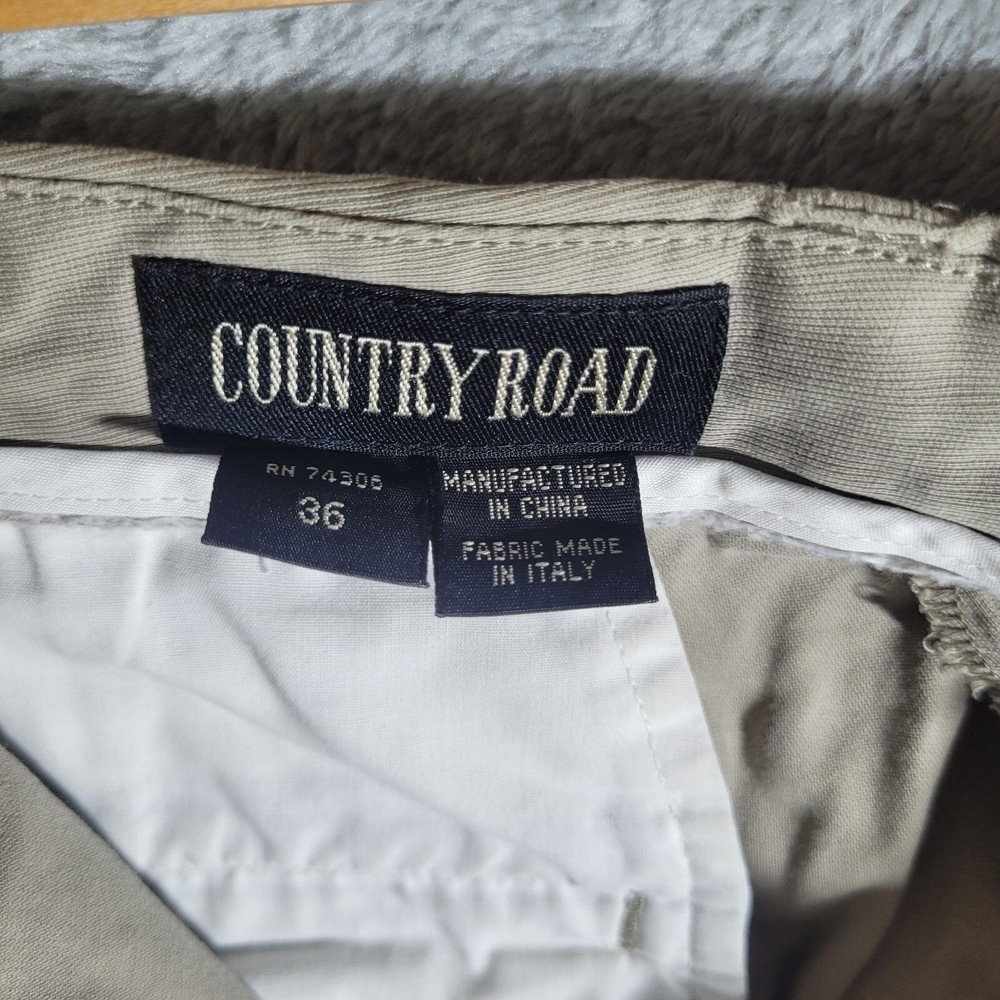 COUNTRY ROAD
RN 74306
36
MANUFACTURED
IN CHINA
FABRIC MADE
IN ITALY